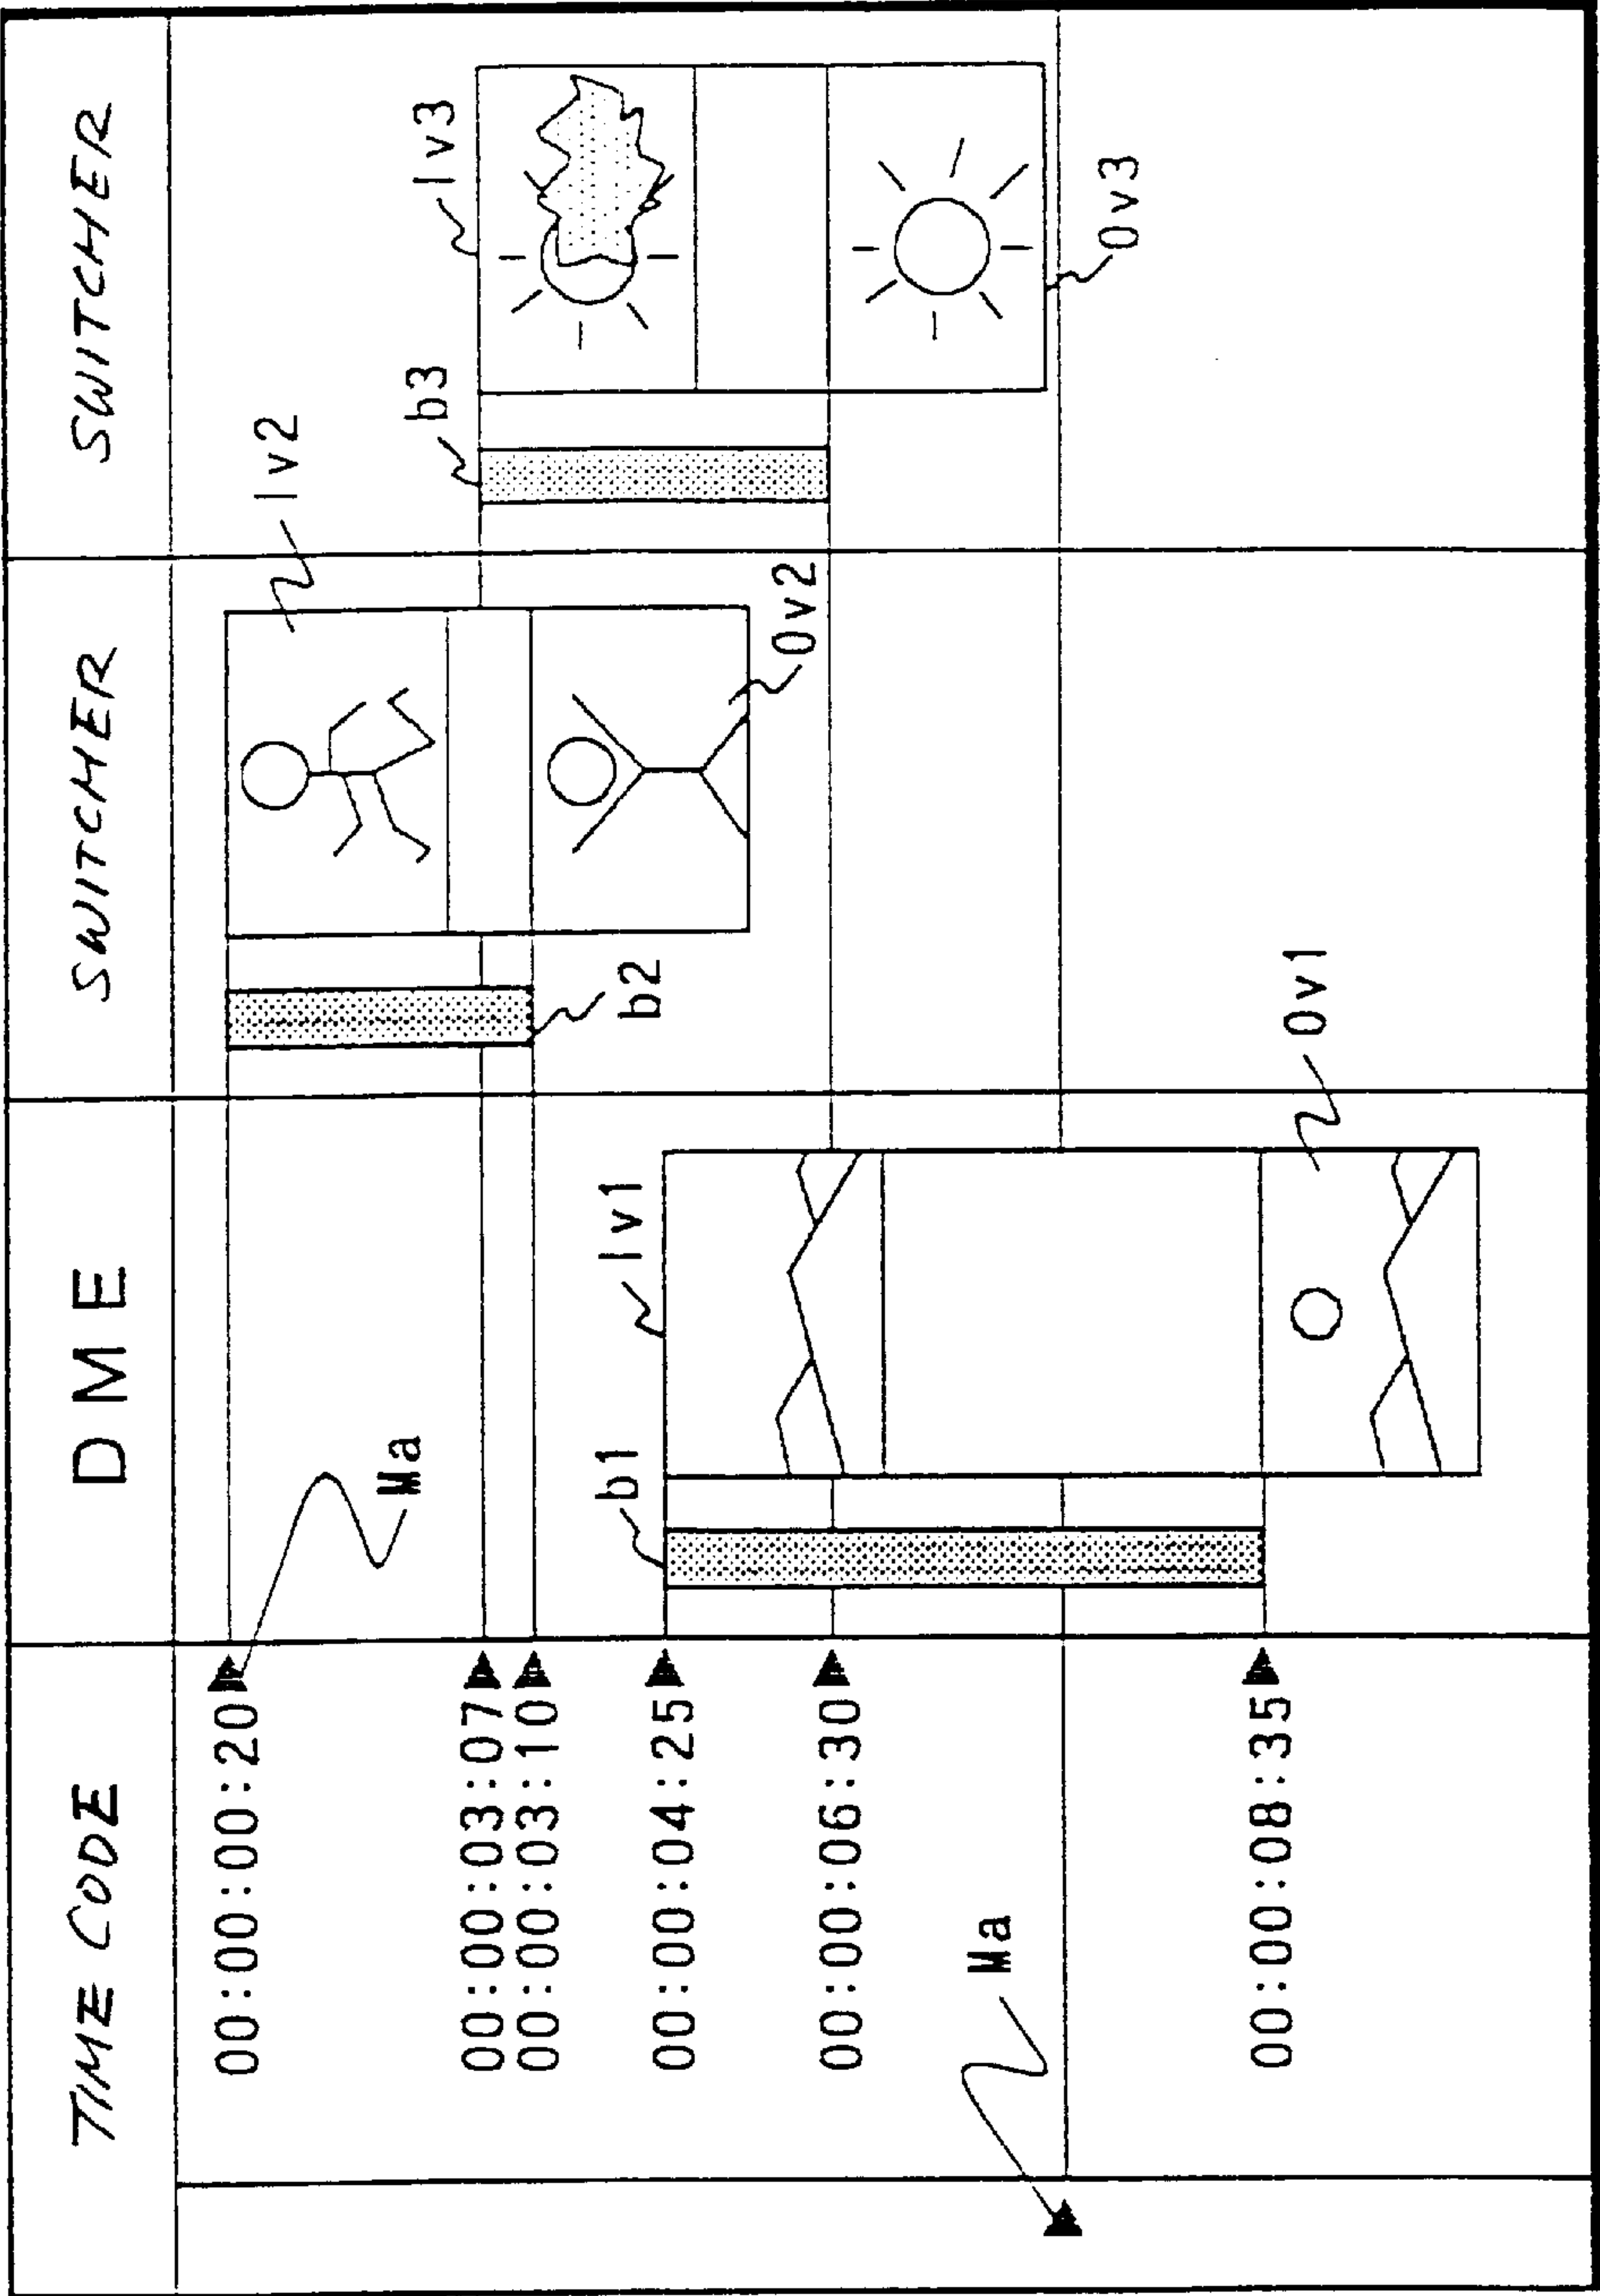 TIME CODE
DME
SWITCHER
SWITCHER
00:00:00:20
Ma
Iv2
00:00:03:07
b3
Iv3
00:00:03:10
b2
00:00:04:25
b1
Iv1
0v2
00:00:06:30
Ma
0v3
00:00:08:35
0v1